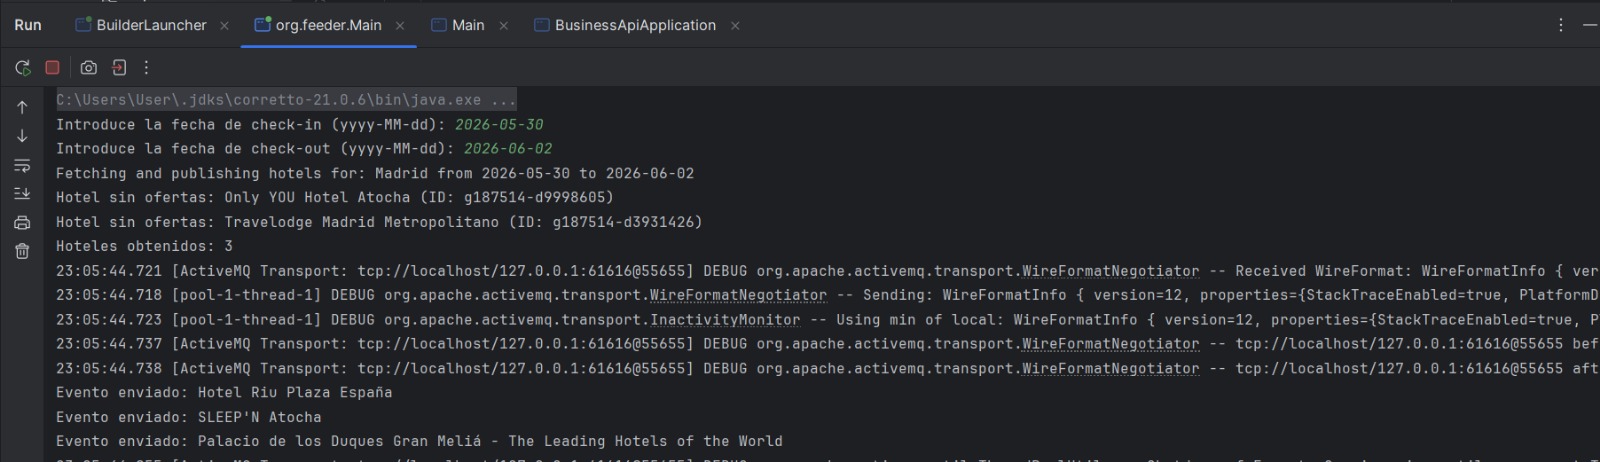 Run BuilderLauncher org.feeder.Main Main BusinessApiApplication
C:\Users\User\.jdks\corretto-21.0.6\bin\java.exe ...
Introduce la fecha de check-in (yyyy-MM-dd): 2026-05-30
Introduce la fecha de check-out (yyyy-MM-dd): 2026-06-02
Fetching and publishing hotels for: Madrid from 2026-05-30 to 2026-06-02
Hotel sin ofertas: Only YOU Hotel Atocha (ID: g187514-d9998605)
Hotel sin ofertas: Travelodge Madrid Metropolitano (ID: g187514-d3931426)
Hoteles obtenidos: 3
23:05:44.721 [ActiveMQ Transport: tcp://localhost/127.0.0.1:61616@55655] DEBUG org.apache.activemq.transport.WireFormatNegotiator -- Received WireFormat: WireFormatInfo { ver
23:05:44.718 [pool-1-thread-1] DEBUG org.apache.activemq.transport.WireFormatNegotiator -- Sending: WireFormatInfo { version=12, properties={StackTraceEnabled=true, PlatformD
23:05:44.723 [pool-1-thread-1] DEBUG org.apache.activemq.transport.InactivityMonitor -- Using min of local: WireFormatInfo { version=12, properties={StackTraceEnabled=true, P
23:05:44.737 [ActiveMQ Transport: tcp://localhost/127.0.0.1:61616@55655] DEBUG org.apache.activemq.transport.WireFormatNegotiator -- tcp://localhost/127.0.0.1:61616@55655 bef
23:05:44.738 [ActiveMQ Transport: tcp://localhost/127.0.0.1:61616@55655] DEBUG org.apache.activemq.transport.WireFormatNegotiator -- tcp://localhost/127.0.0.1:61616@55655 aft
Evento enviado: Hotel Riu Plaza España
Evento enviado: SLEEP'N Atocha
Evento enviado: Palacio de los Duques Gran Meliá - The Leading Hotels of the World